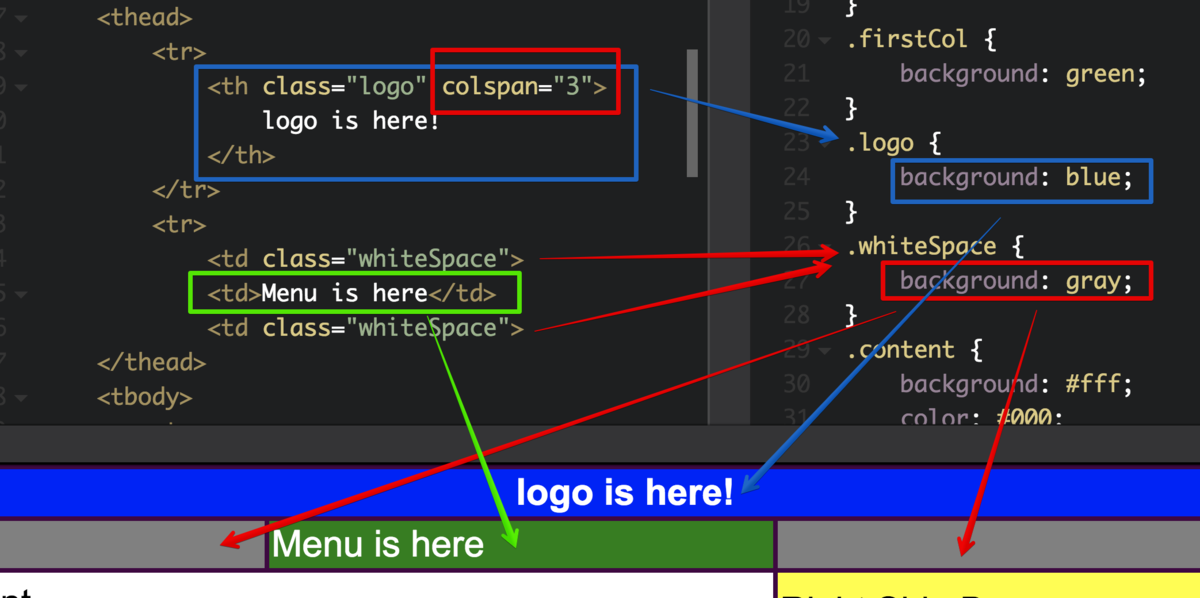 <thead>
<tr>
<th class="logo" colspan="3">
logo is here!
</th>
</tr>
<tr>
<td class="whiteSpace">
<td>Menu is here</td>
<td class="whiteSpace">
</thead>
<tbody>
19 }
20 .firstCol {
21 background: green;
22 }
23 .logo {
24 background: blue;
25 }
26 .whiteSpace {
27 background: gray;
28 }
29 .content {
30 background: #fff;
31 color: #000;
logo is here!
Menu is here